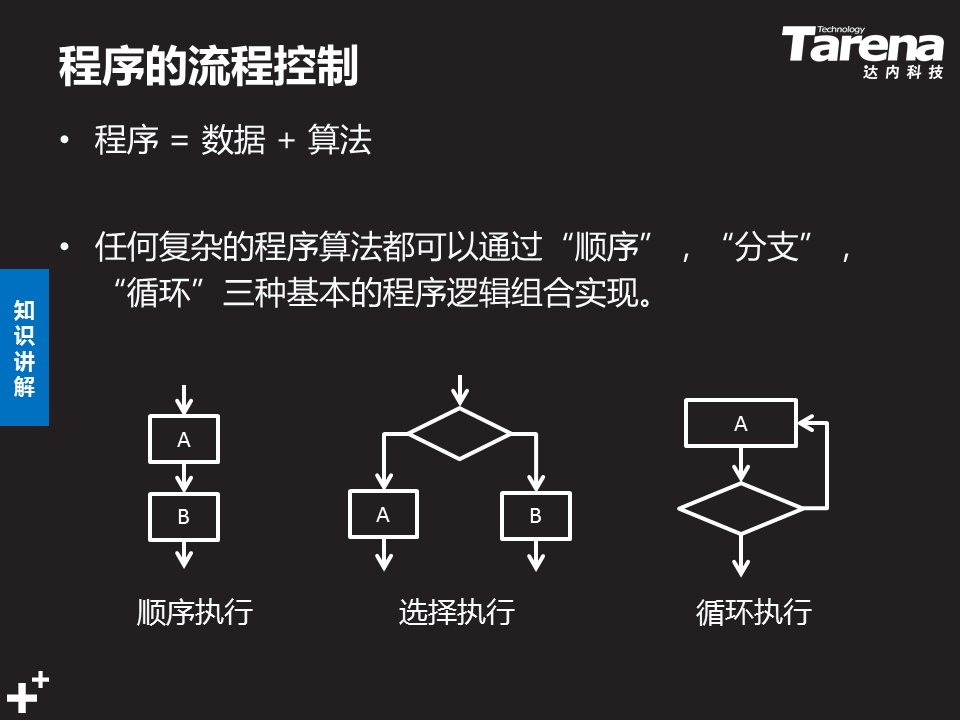 程序的流程控制
Technology
Tarena
达内科技
• 程序 = 数据 + 算法
• 任何复杂的程序算法都可以通过“顺序”，“分支”，
“循环”三种基本的程序逻辑组合实现。
知识讲解
A
B
A
B
A
顺序执行
选择执行
循环执行